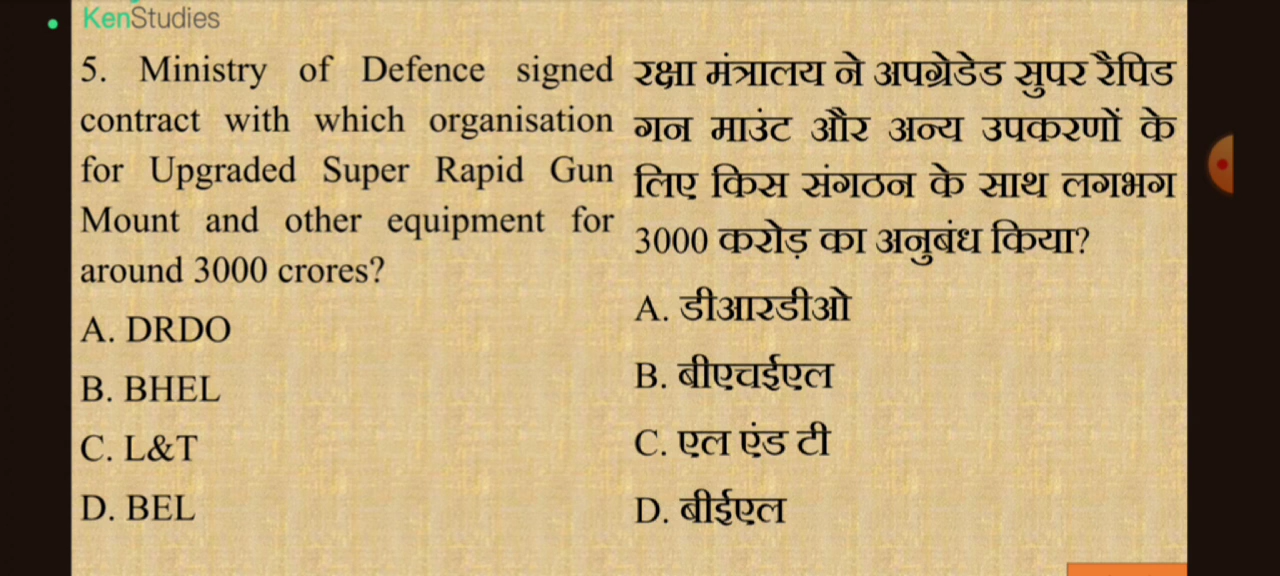 KenStudies
5. Ministry of Defence signed
contract with which organisation
for Upgraded Super Rapid Gun
Mount and other equipment for
around 3000 crores?
A. DRDO
B. BHEL
C. L&T
D. BEL
रक्षा मंत्रालय ने अपग्रेडेड सुपर रैपिड
गन माउंट और अन्य उपकरणों के
लिए किस संगठन के साथ लगभग
3000 करोड़ का अनुबंध किया?
A. डीआरडीओ
B. बीएचईएल
C. एल एंड टी
D. बीईएल